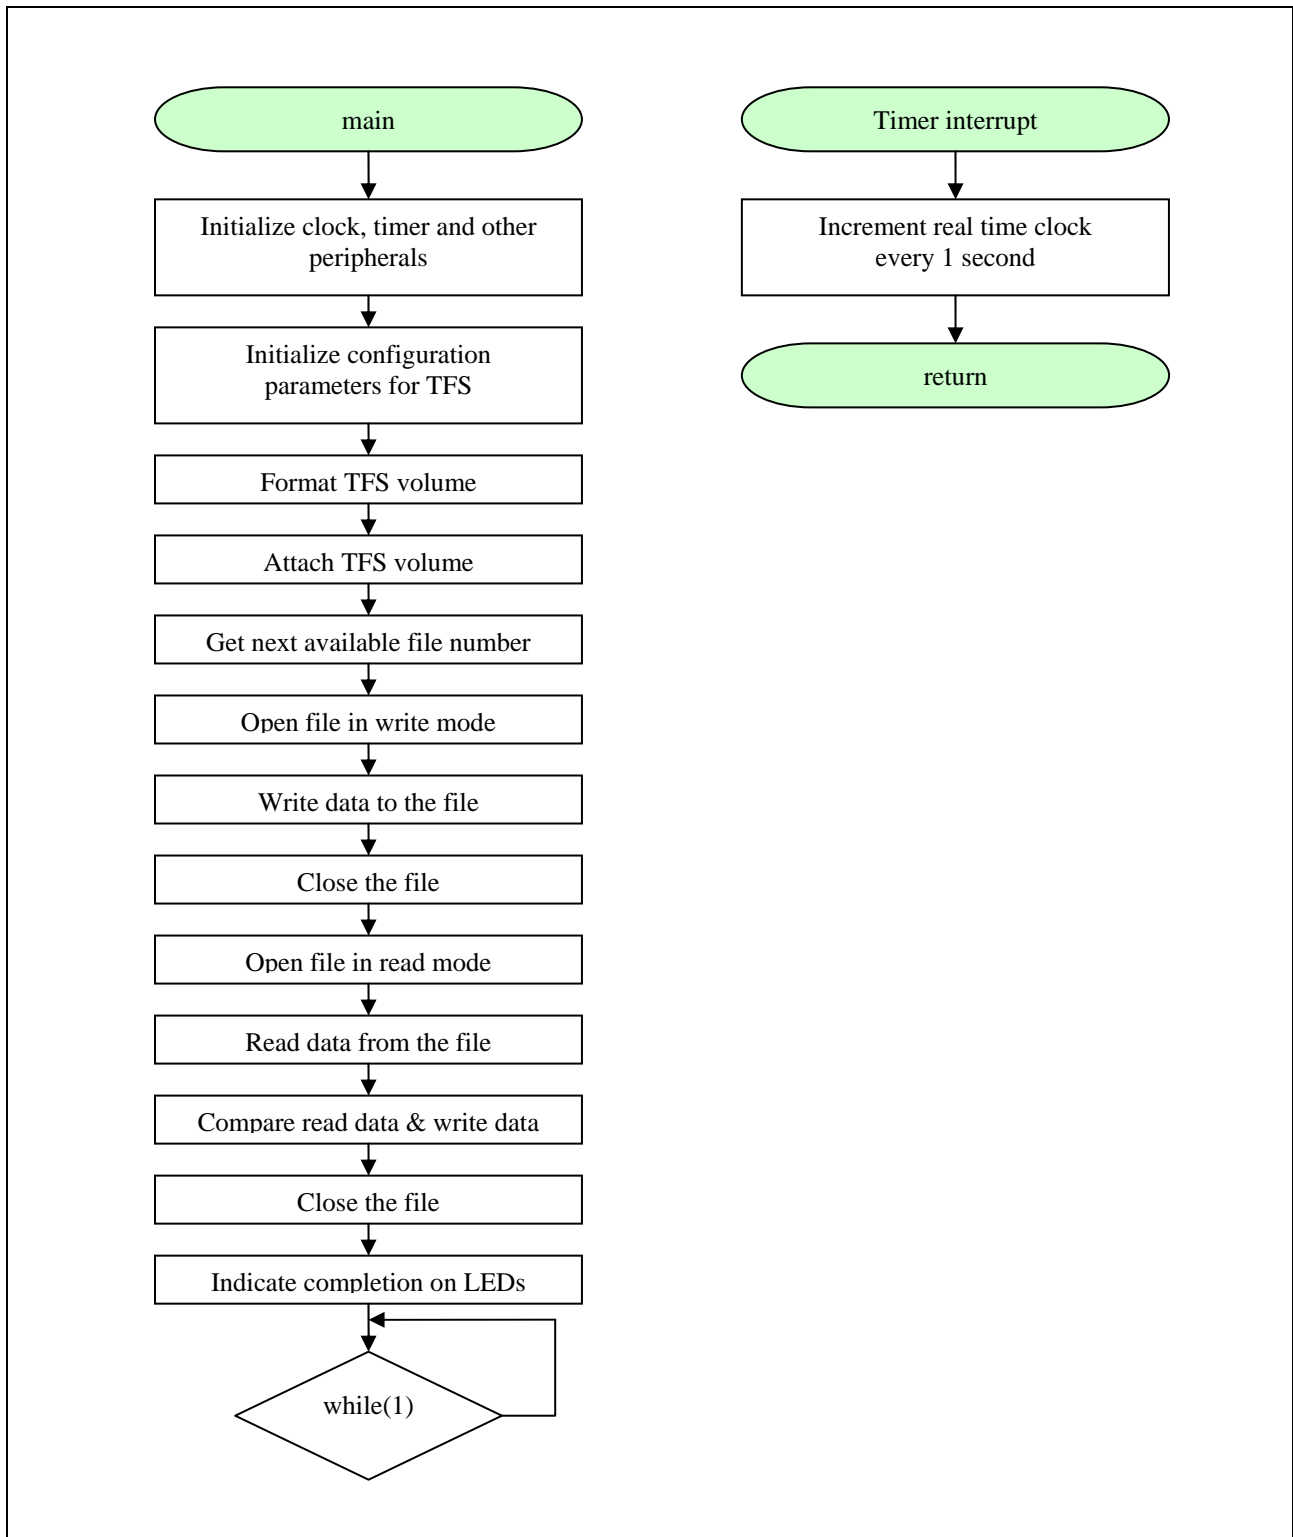 main
Initialize clock, timer and other
peripherals
Initialize configuration
parameters for TFS
Format TFS volume
Attach TFS volume
Get next available file number
Open file in write mode
Write data to the file
Close the file
Open file in read mode
Read data from the file
Compare read data & write data
Close the file
Indicate completion on LEDs
while(1)
Timer interrupt
Increment real time clock
every 1 second
return